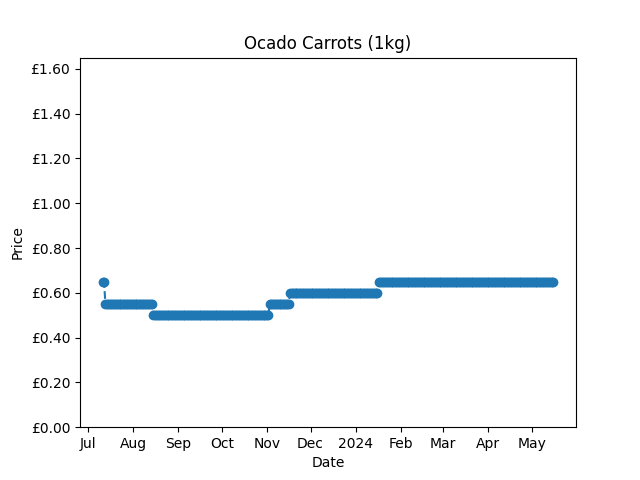 Ocado Carrots (1kg)
£1.60
£1.40
£1.20
£1.00
£0.80
£0.60
£0.40
£0.20
£0.00
Price
Jul Aug Sep Oct Nov Dec 2024 Feb Mar Apr May
Date